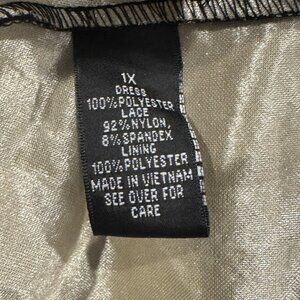 1X
DRESS
100% POLYESTER
LACE
92% NYLON
8% SPANDEX
LINING
100% POLYESTER
MADE IN VIETNAM
SEE OVER FOR
CARE